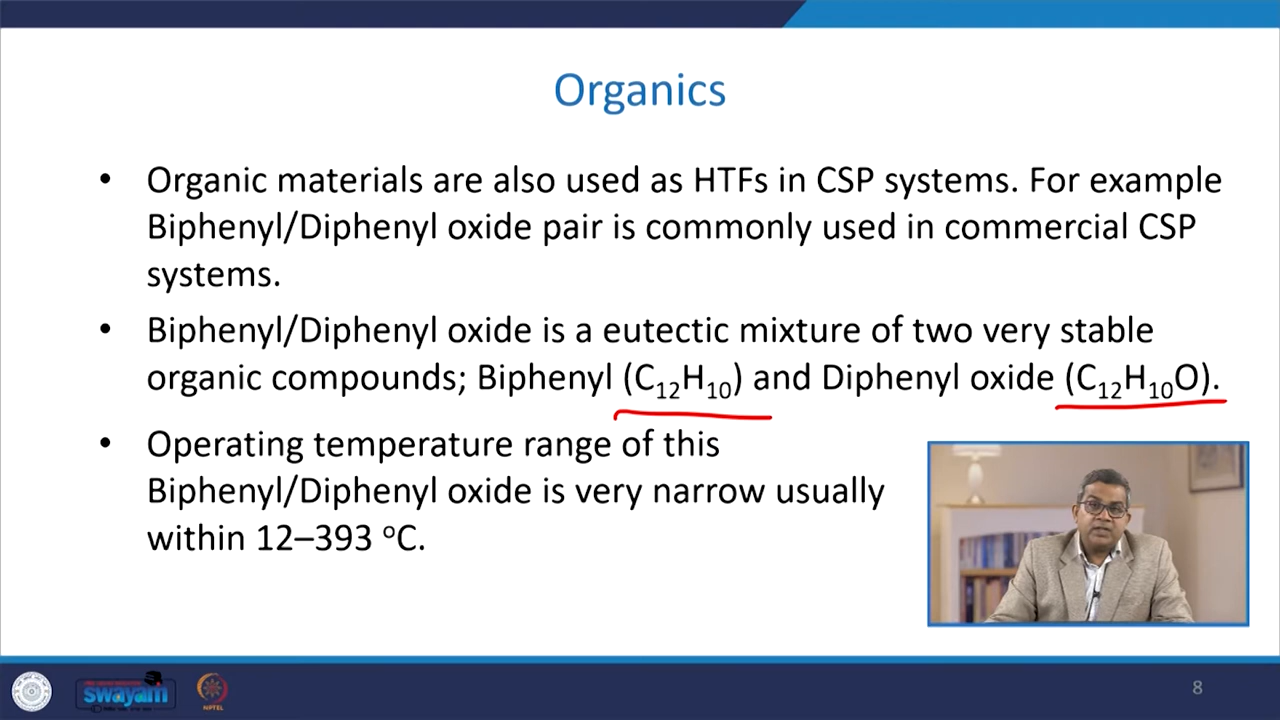 Organics
• Organic materials are also used as HTFs in CSP systems. For example
Biphenyl/Diphenyl oxide pair is commonly used in commercial CSP
systems.
• Biphenyl/Diphenyl oxide is a eutectic mixture of two very stable
organic compounds; Biphenyl (C₁₂H₁₀) and Diphenyl oxide (C₁₂H₁₀O).
• Operating temperature range of this
Biphenyl/Diphenyl oxide is very narrow usually
within 12–393 ᵒC.
swayam
NPTEL
8